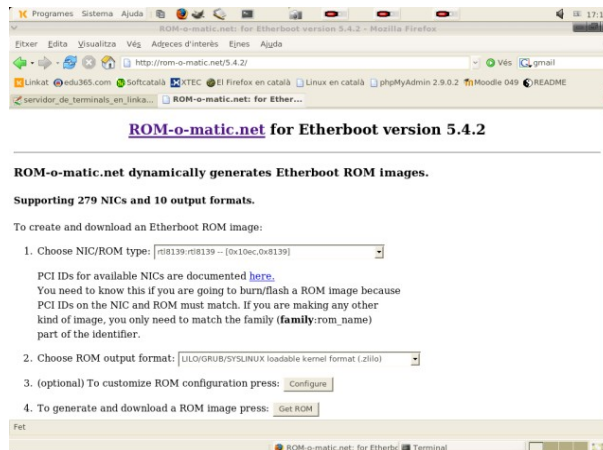 Programes Sistema Ajuda 17:1
ROM-o-matic.net: for Etherboot version 5.4.2 - Mozilla Firefox
Fitxer Edita Visualitza Vés Adreces d'interès Eines Ajuda
http://rom-o-matic.net/5.4.2/ Vés gmail
Linkat edu365.com Softcatalà XTEC El Firefox en català Linux en català phpMyAdmin 2.9.0.2 Moodle 049 README
servidor_de_terminals_en_linka... ROM-o-matic.net: for Ether...
ROM-o-matic.net for Etherboot version 5.4.2
ROM-o-matic.net dynamically generates Etherboot ROM images.
Supporting 279 NICs and 10 output formats.
To create and download an Etherboot ROM image:
1. Choose NIC/ROM type: rtl8139:rtl8139 -- [0x10ec,0x8139]
PCI IDs for available NICs are documented here.
You need to know this if you are going to burn/flash a ROM image because
PCI IDs on the NIC and ROM must match. If you are making any other
kind of image, you only need to match the family (family:rom_name)
part of the identifier.
2. Choose ROM output format: LILO/GRUB/SYSLINUX loadable kernel format (.zlilo)
3. (optional) To customize ROM configuration press: Configure
4. To generate and download a ROM image press: Get ROM
Fet
ROM-o-matic.net: for Etherbo Terminal